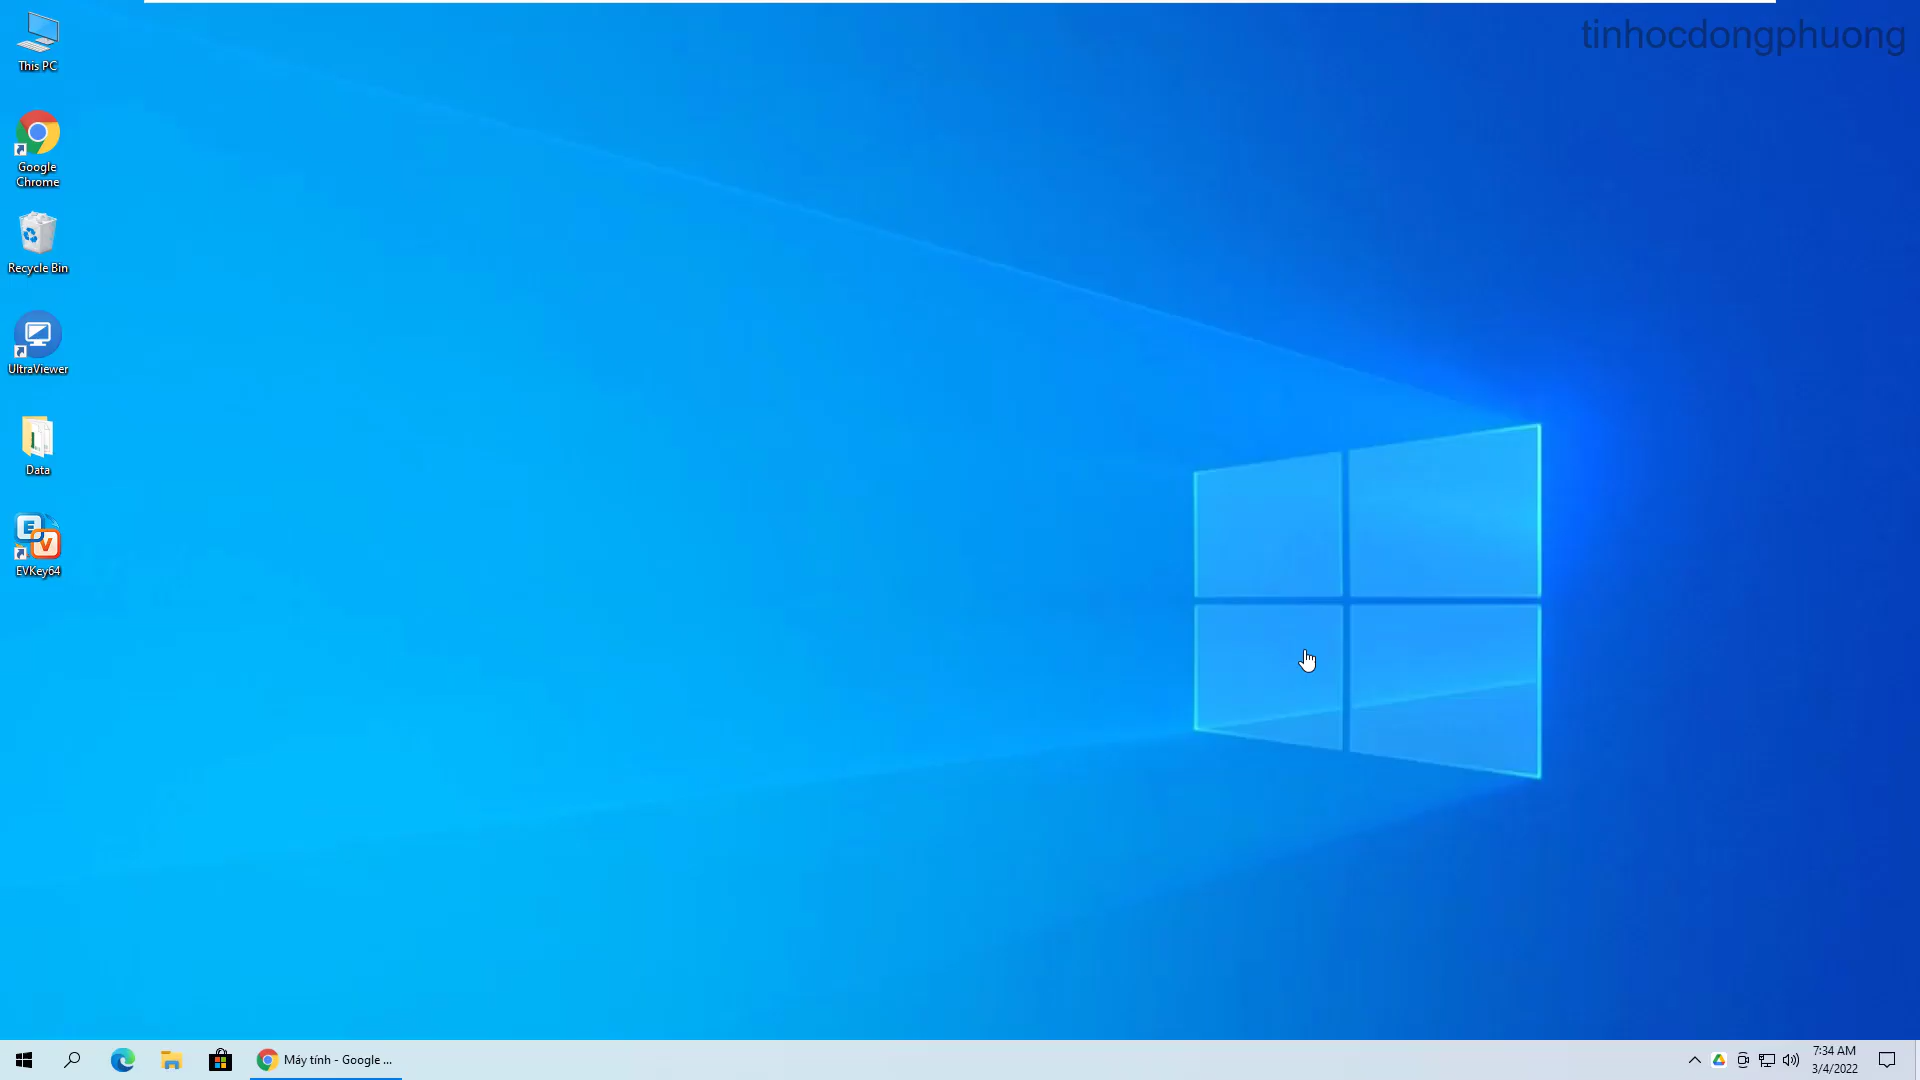 tinhocdongphuong
This PC
Google
Chrome
Recycle Bin
UltraViewer
Data
EVKey64
Máy tính - Google ...
7:34 AM
3/4/2022